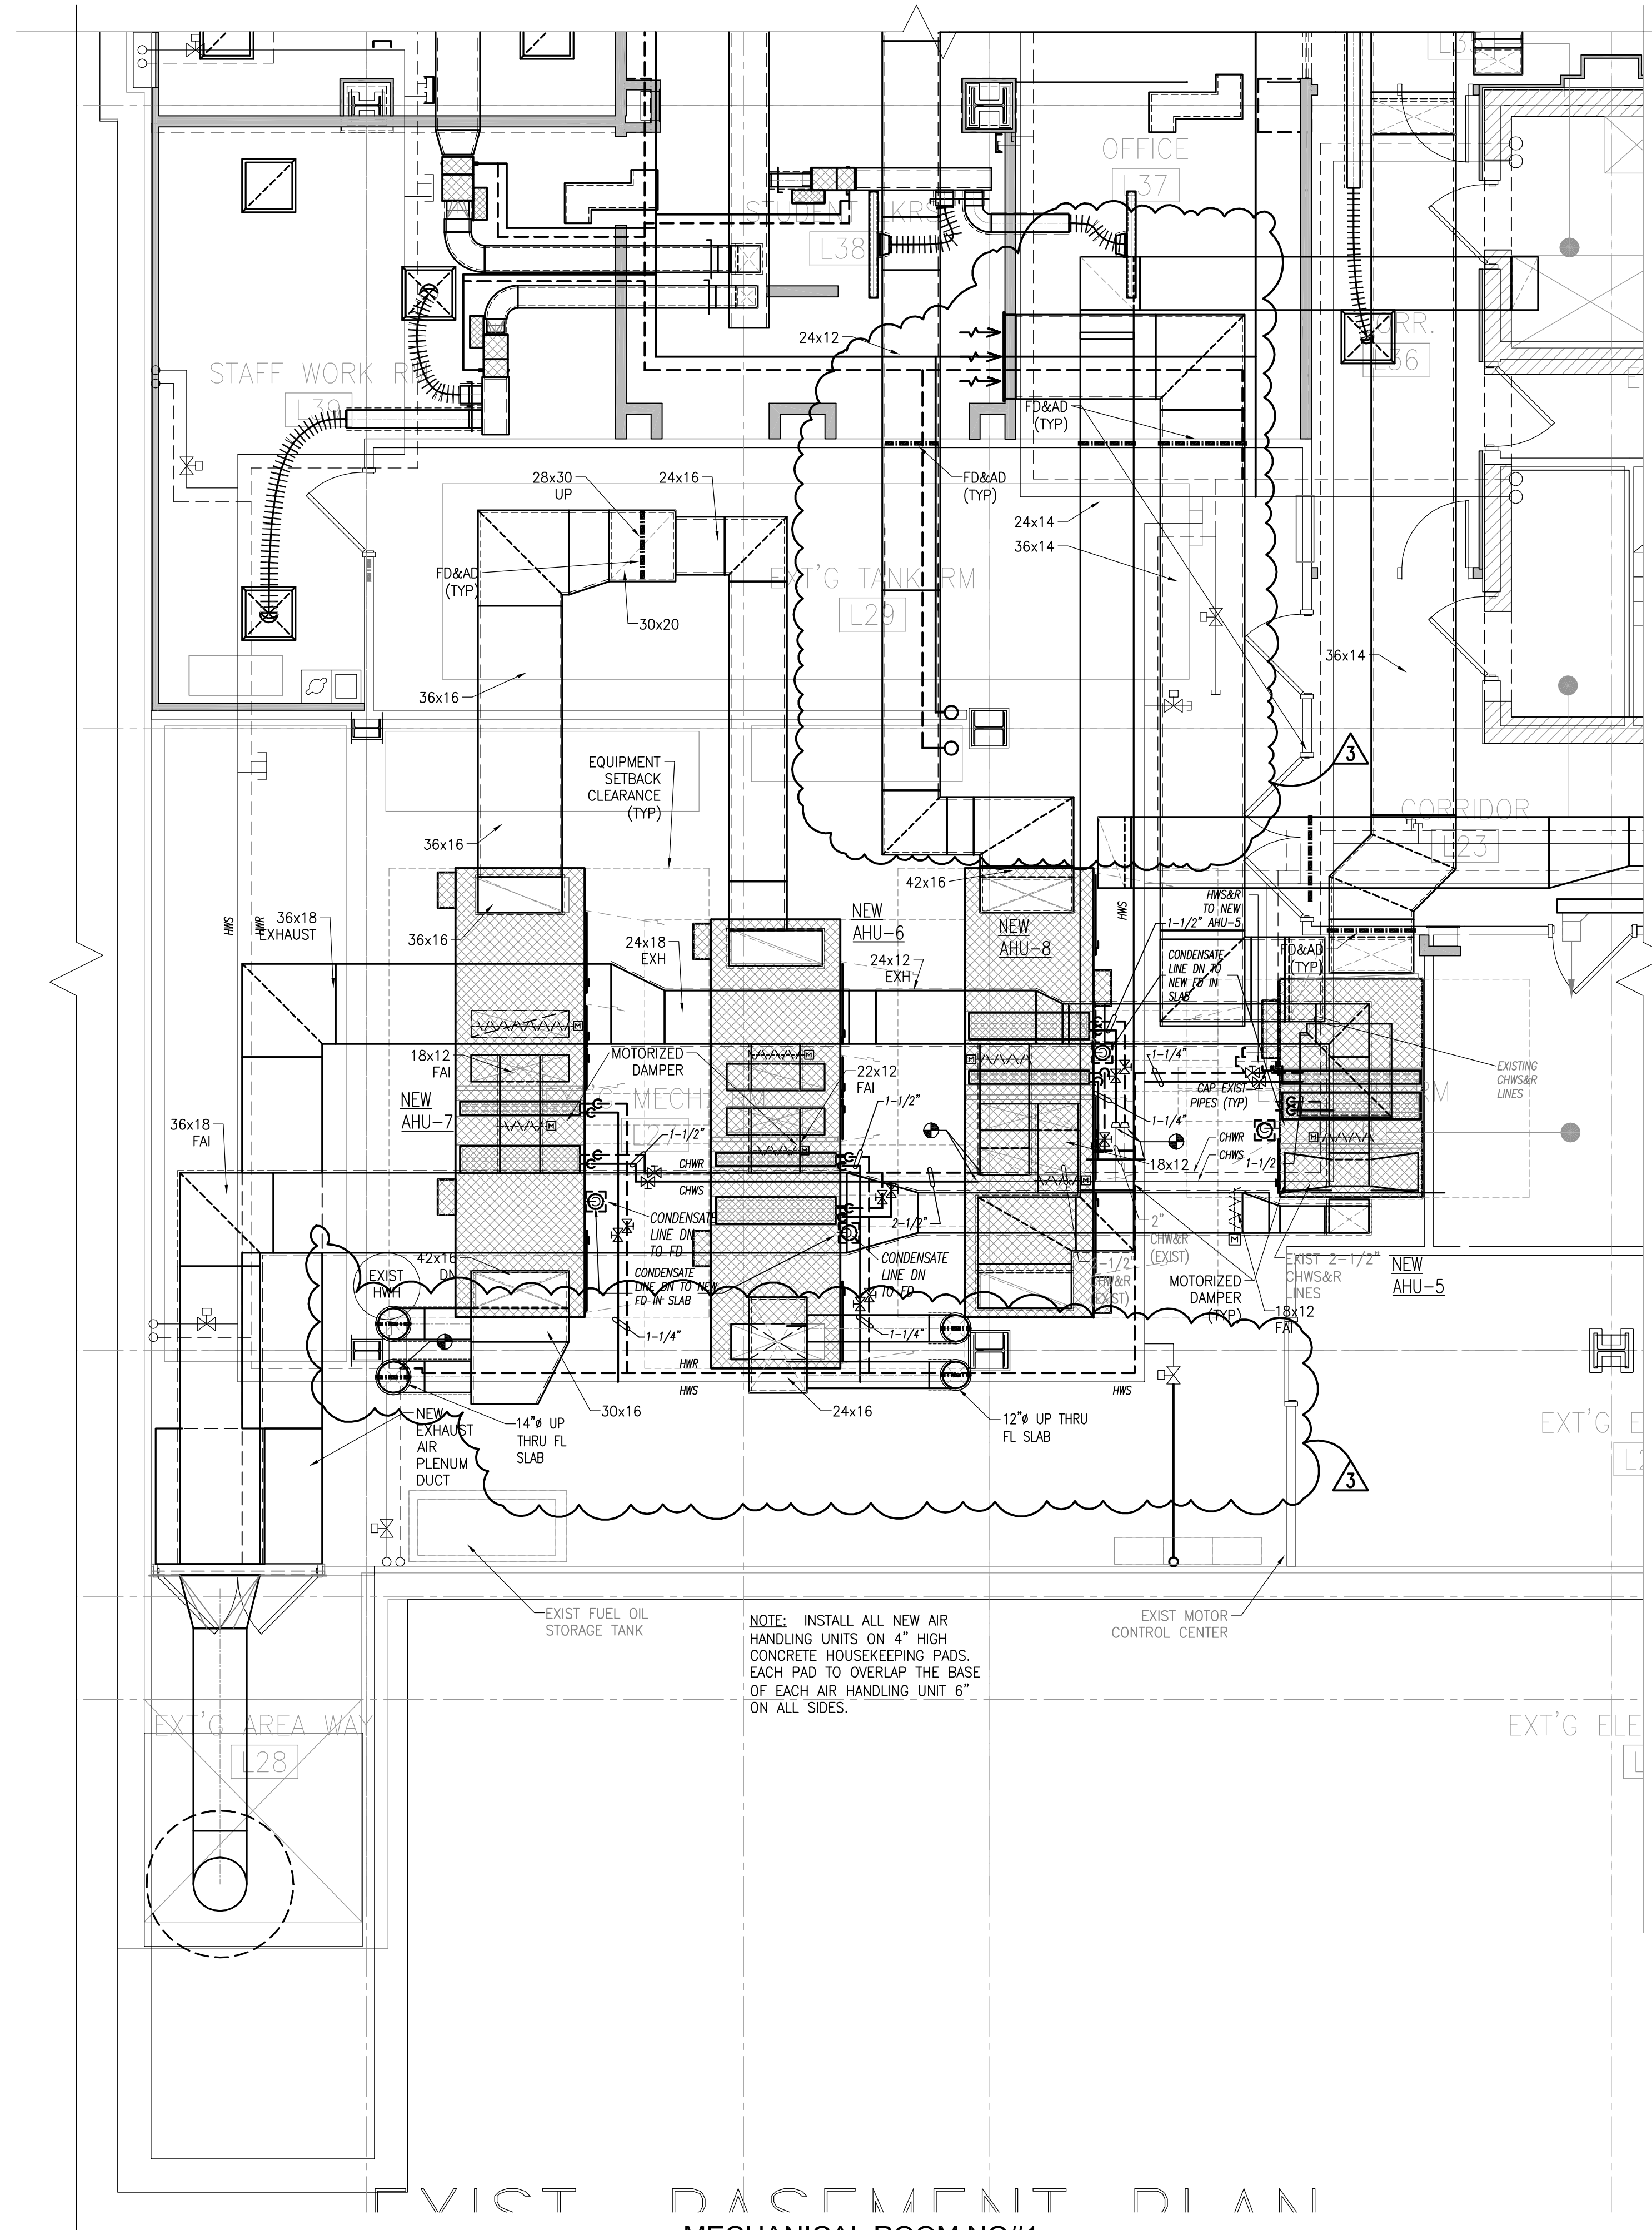 OFFICE
L37
STUDENT LKRS
L38
24x12
CORR.
L36
STAFF WORK RM
L39
FD&AD
(TYP)
28x30
UP
24x16
FD&AD
(TYP)
24x14
36x14
FD&AD
(TYP)
EXT'G TANK RM
L29
30x20
36x14
36x16
3
EQUIPMENT
SETBACK
CLEARANCE
(TYP)
CORRIDOR
L23
36x16
42x16
HWS&R
TO NEW
AHU-5
HWS
HWR
36x18
EXHAUST
36x16
24x18
EXH
NEW
AHU-6
24x12
EXH
NEW
AHU-8
HWS
1-1/2"
CONDENSATE
LINE DN TO
NEW FD IN
SLAB
FD&AD
(TYP)
18x12
FAI
MOTORIZED
DAMPER
22x12
FAI
1-1/4"
EXISTING
CHWS&R
LINES
CAP EXIST
PIPES (TYP)
NEW
AHU-7
1-1/2"
1-1/4"
36x18
FAI
1-1/2"
CHWR
CHWS
18x12
CHWR
CHWS
1-1/2
CONDENSATE
LINE DN
TO FD
2-1/2"
2"
CHW&R
(EXIST)
CONDENSATE
LINE DN
TO FD
EXIST 2-1/2"
CHWS&R
LINES
NEW
AHU-5
42x16
DN
EXIST
HWH
CONDENSATE
LINE DN TO NEW
FD IN SLAB
MOTORIZED
DAMPER
(TYP)
18x12
FAI
1-1/4"
1-1/4"
HWR
HWS
HWS
30x16
24x16
NEW
EXHAUST
AIR
PLENUM
DUCT
14"ø UP
THRU FL
SLAB
12"ø UP THRU
FL SLAB
3
EXT'G E
EXIST FUEL OIL
STORAGE TANK
EXIST MOTOR
CONTROL CENTER
NOTE: INSTALL ALL NEW AIR
HANDLING UNITS ON 4" HIGH
CONCRETE HOUSEKEEPING PADS.
EACH PAD TO OVERLAP THE BASE
OF EACH AIR HANDLING UNIT 6"
ON ALL SIDES.
EXT'G AREA WAY
L28
EXT'G ELE
EXIST BASEMENT PLAN
MECHANICAL ROOM NO#1